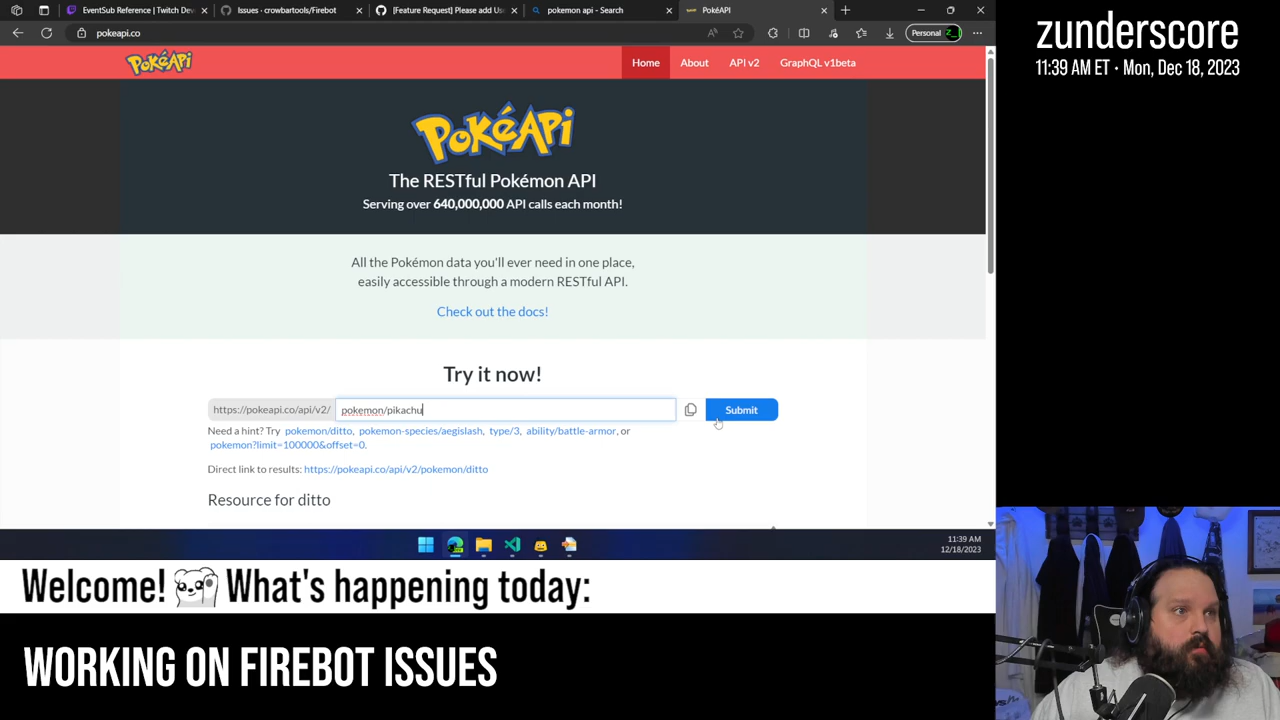 EventSub Reference | Twitch Dev
Issues · crowbartools/Firebot
[Feature Request] Please add Use
pokemon api - Search
PokéAPI
pokeapi.co
Personal
zunderscore
11:39 AM ET · Mon, Dec 18, 2023
PokéApi
Home
About
API v2
GraphQL v1beta
PokéApi
The RESTful Pokémon API
Serving over 640,000,000 API calls each month!
All the Pokémon data you'll ever need in one place,
easily accessible through a modern RESTful API.
Check out the docs!
Try it now!
https://pokeapi.co/api/v2/
pokemon/pikachu
Submit
Need a hint? Try pokemon/ditto, pokemon-species/aegislash, type/3, ability/battle-armor, or
pokemon?limit=100000&offset=0.
Direct link to results: https://pokeapi.co/api/v2/pokemon/ditto
Resource for ditto
11:39 AM
12/18/2023
Welcome! What's happening today:
WORKING ON FIREBOT ISSUES